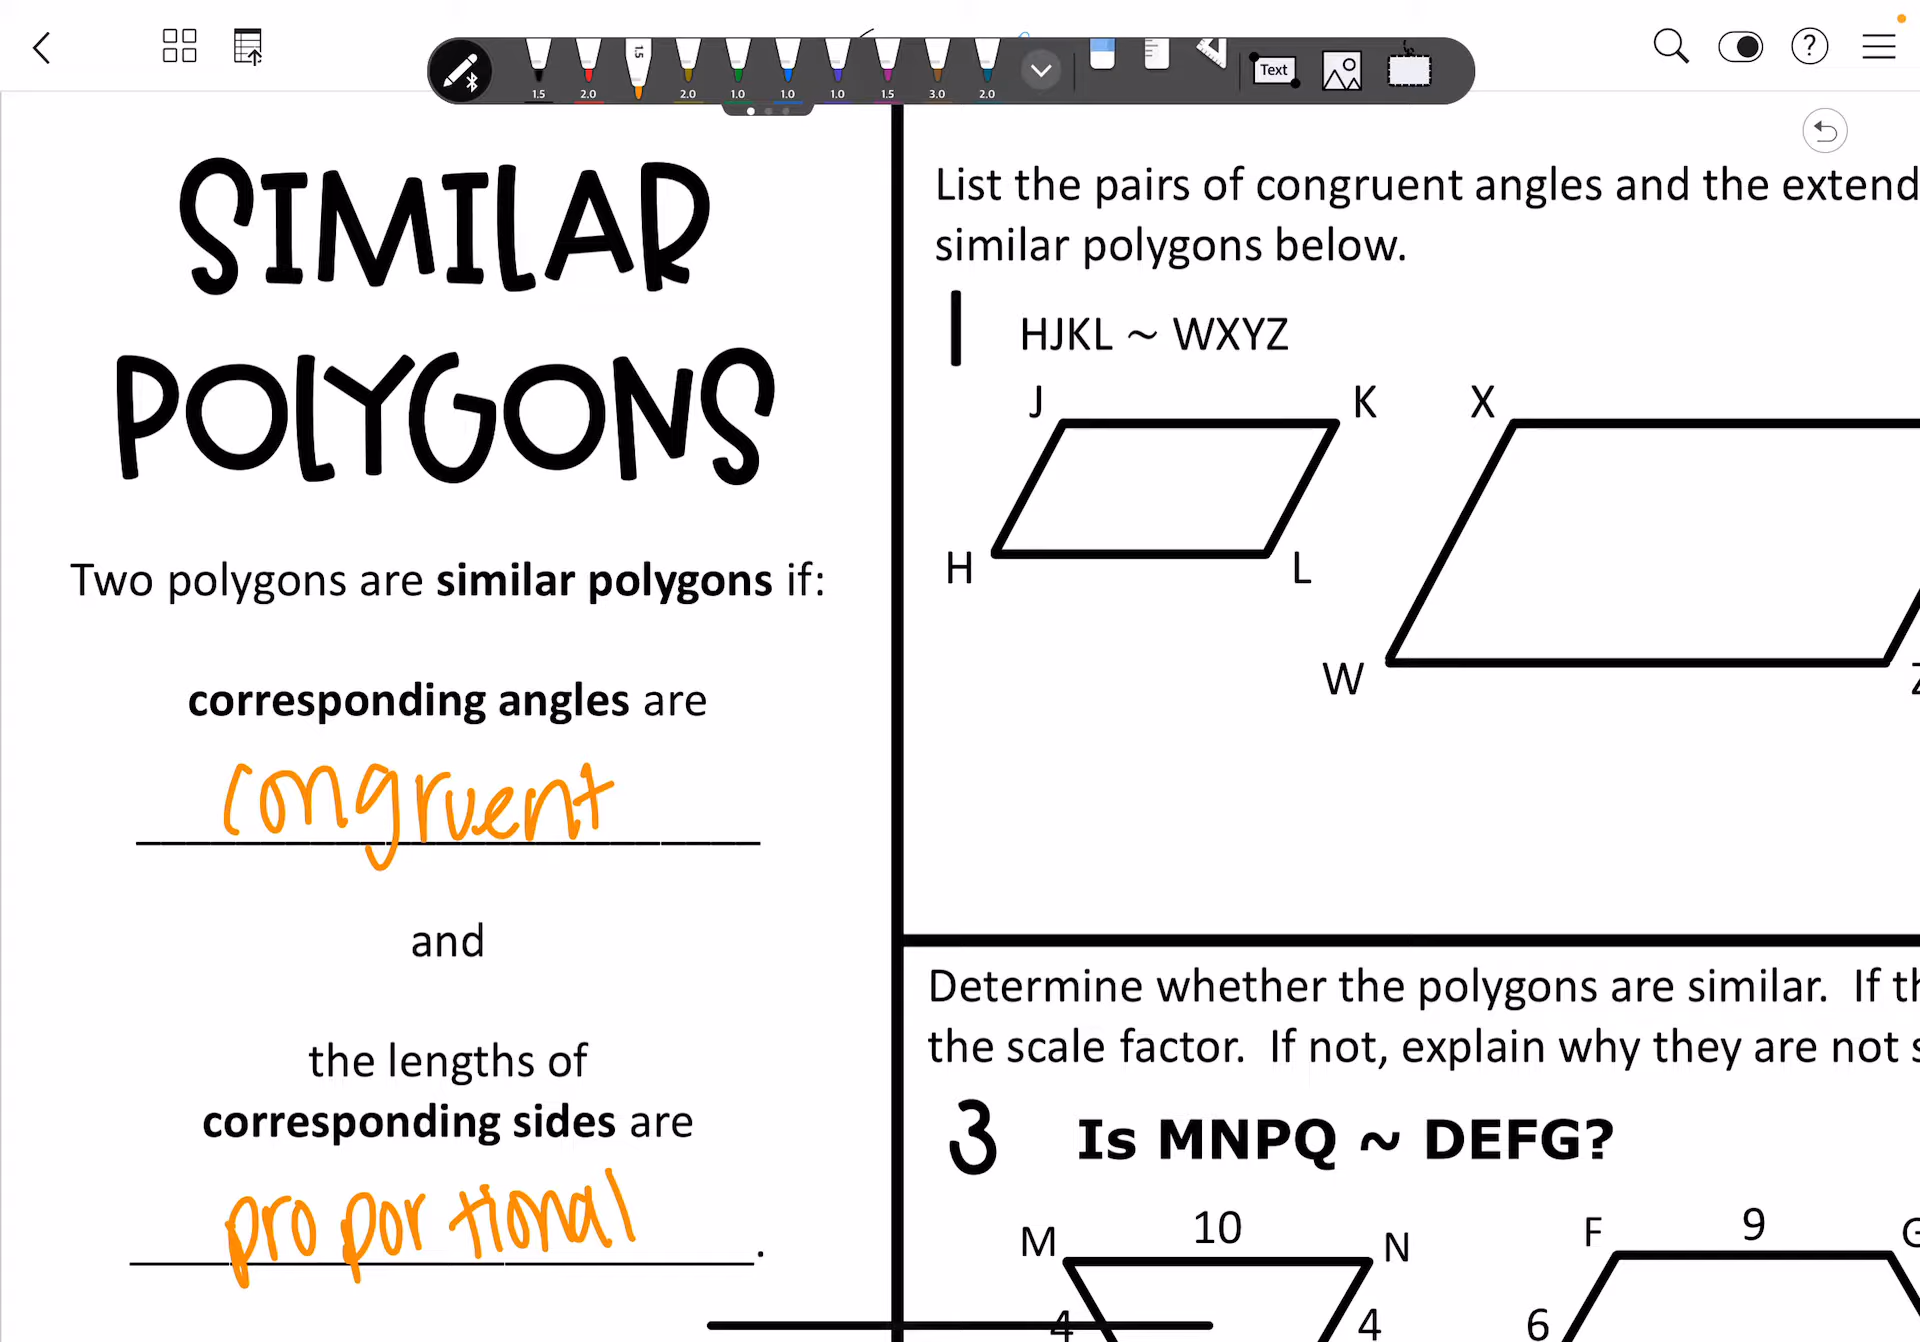 1.5 2.0 1.5 2.0 1.0 1.0 1.0 1.5 3.0 2.0 Text
SIMILAR
POLYGONS
Two polygons are similar polygons if:
corresponding angles are
congruent
and
the lengths of
corresponding sides are
proportional.
List the pairs of congruent angles and the extend
similar polygons below.
1 HJKL ~ WXYZ
J K X
H L
W Z
Determine whether the polygons are similar. If th
the scale factor. If not, explain why they are not s
3 Is MNPQ ~ DEFG?
M 10 N F 9 G
4 4 6